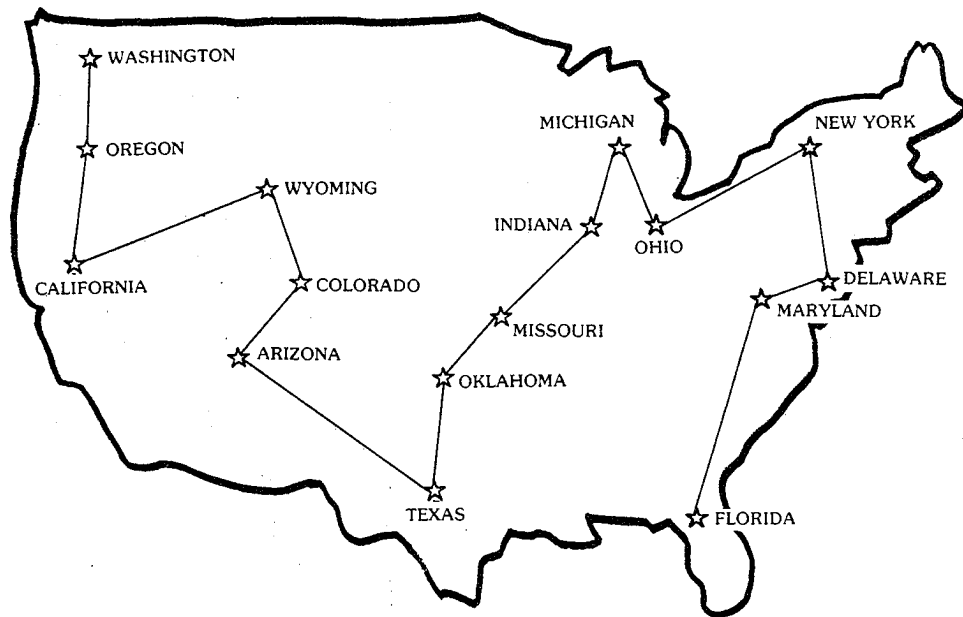 WASHINGTON
MICHIGAN
NEW YORK
OREGON
WYOMING
INDIANA
OHIO
CALIFORNIA
COLORADO
DELAWARE
MARYLAND
MISSOURI
ARIZONA
OKLAHOMA
TEXAS
FLORIDA